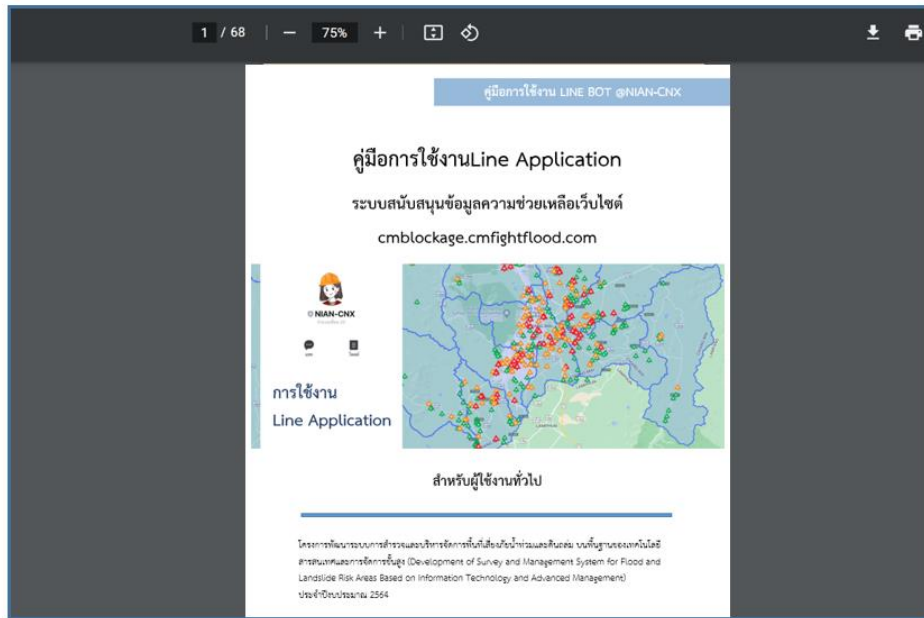 1 / 68
75%
คู่มือการใช้งาน LINE BOT @NIAN-CNX
คู่มือการใช้งานLine Application
ระบบสนับสนุนข้อมูลความช่วยเหลือเว็บไซต์
cmblockage.cmfightflood.com
NIAN-CNX
การใช้งาน
Line Application
สำหรับผู้ใช้งานทั่วไป
โครงการพัฒนาระบบการสำรวจและบริหารจัดการพื้นที่เสี่ยงภัยน้ำท่วมและดินถล่ม บนพื้นฐานของเทคโนโลยี
สารสนเทศและการจัดการขั้นสูง (Development of Survey and Management System for Flood and
Landslide Risk Areas Based on Information Technology and Advanced Management)
ประจำปีงบประมาณ 2564